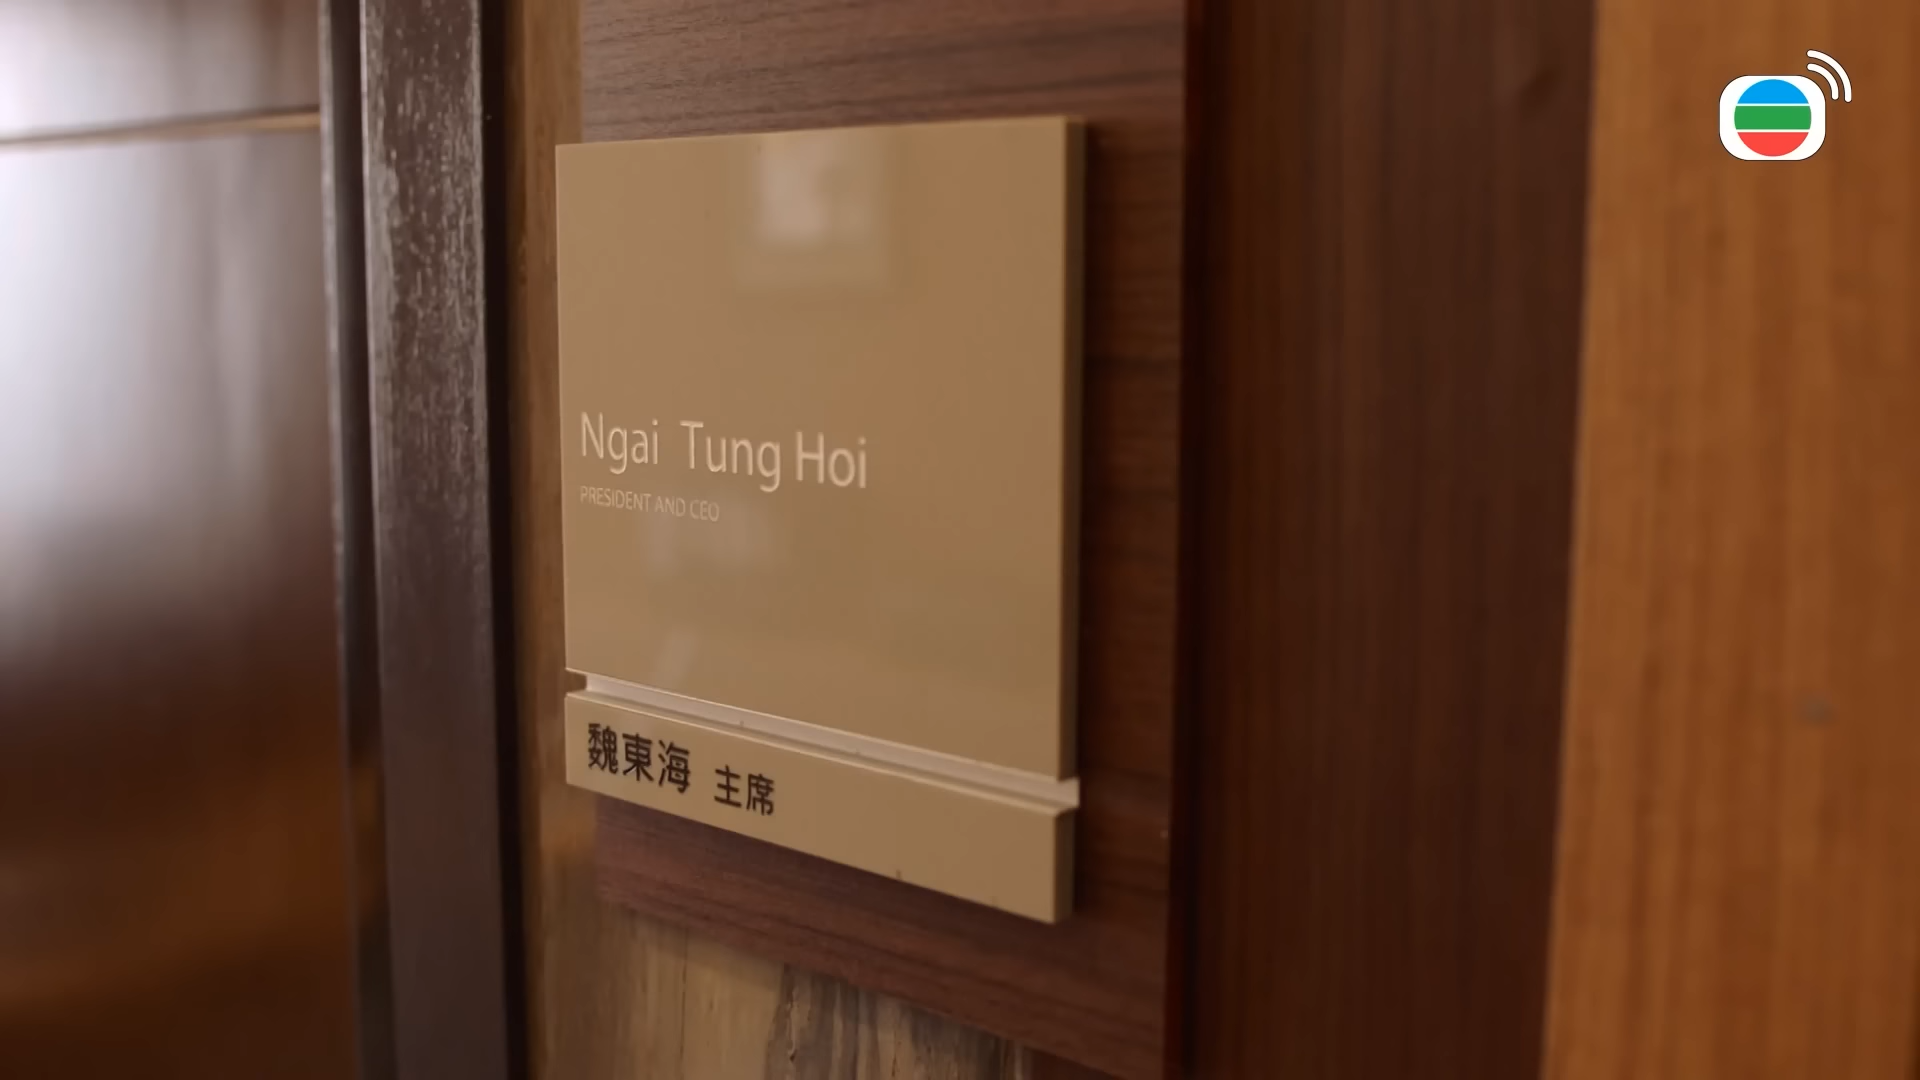 Ngai Tung Hoi
PRESIDENT AND CEO
魏東海 主席